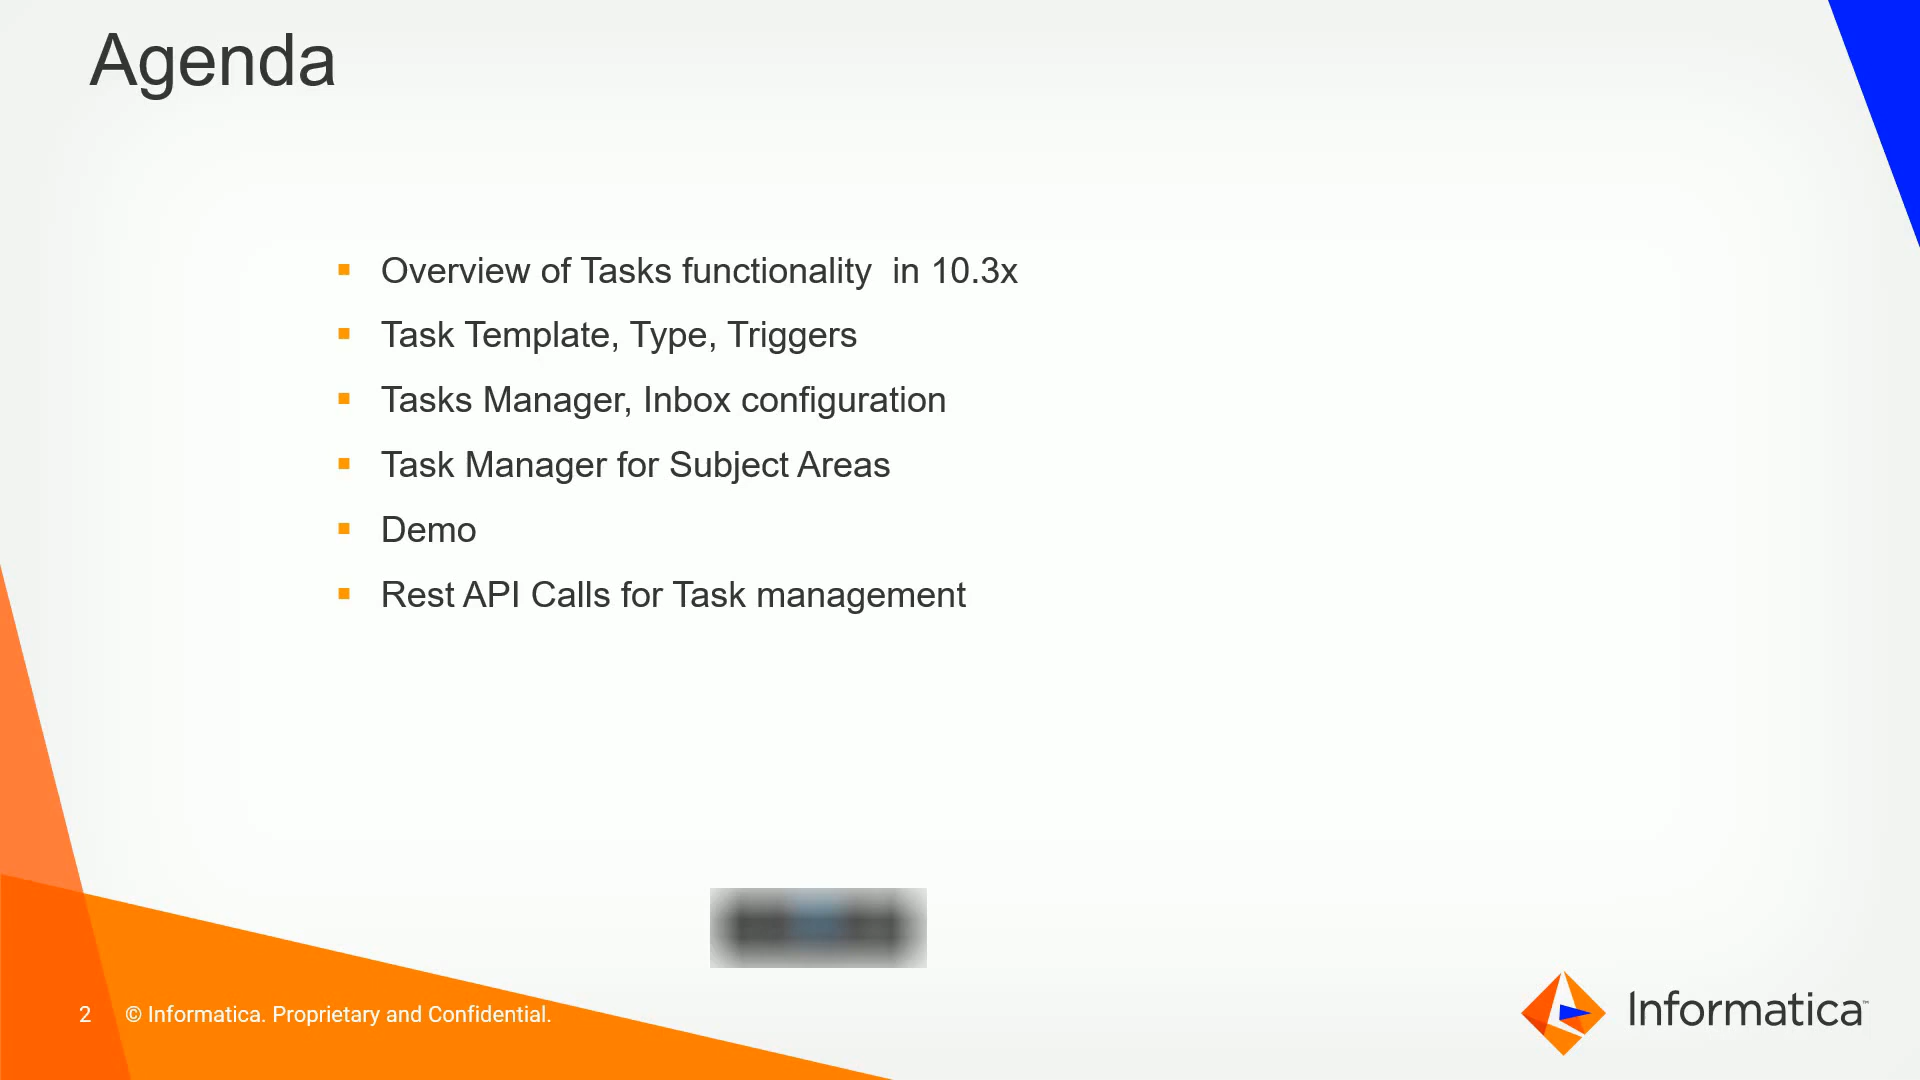 Agenda
▪ Overview of Tasks functionality  in 10.3x
▪ Task Template, Type, Triggers
▪ Tasks Manager, Inbox configuration
▪ Task Manager for Subject Areas
▪ Demo
▪ Rest API Calls for Task management
2 © Informatica. Proprietary and Confidential.
Informatica™